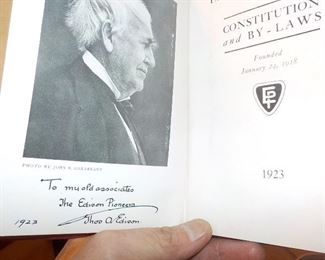 PHOTO BY JOHN S.
To my old associates
The Edison Pioneers
1923 Thos A Edison
CONSTITUTION
and BY-LAWS
Founded
January 24, 1918
EP
1923